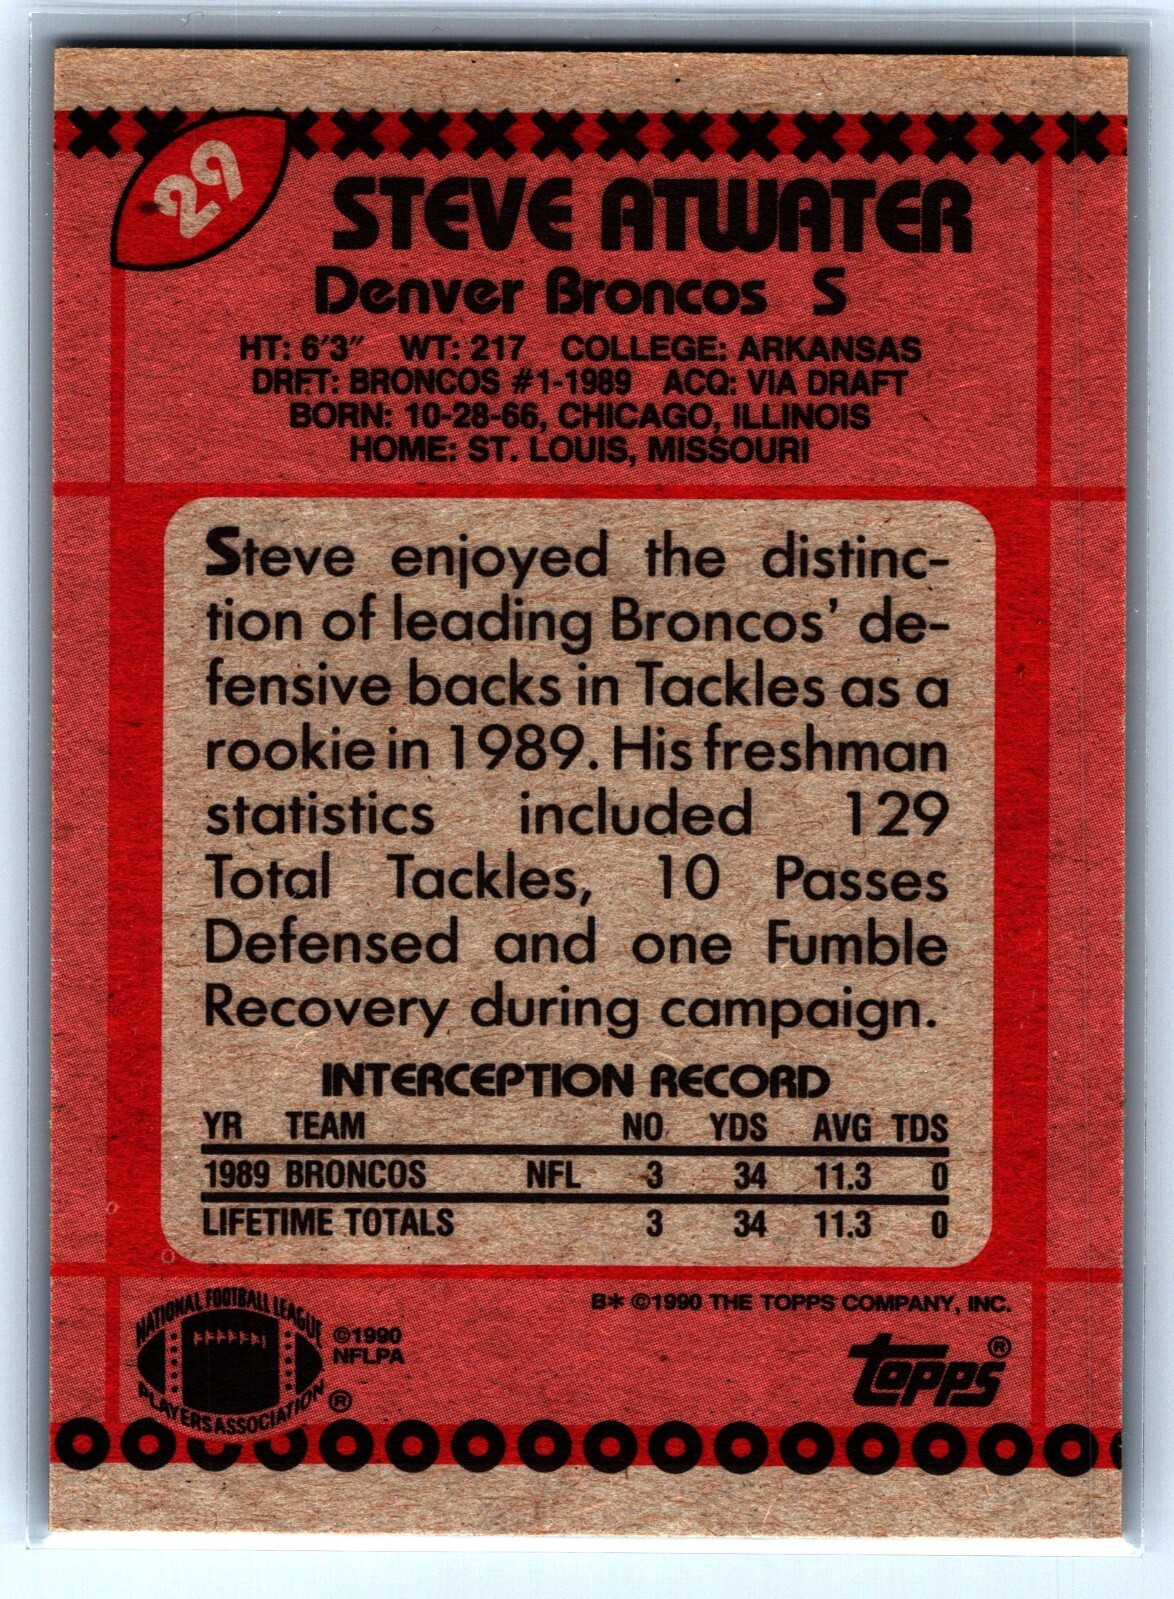 29
STEVE ATWATER
Denver Broncos S
HT: 6'3" WT: 217 COLLEGE: ARKANSAS
DRFT: BRONCOS #1-1989 ACQ: VIA DRAFT
BORN: 10-28-66, CHICAGO, ILLINOIS
HOME: ST. LOUIS, MISSOURI
Steve enjoyed the distinc-
tion of leading Broncos' de-
fensive backs in Tackles as a
rookie in 1989. His freshman
statistics included 129
Total Tackles, 10 Passes
Defensed and one Fumble
Recovery during campaign.
INTERCEPTION RECORD
YR TEAM NO YDS AVG TDS
1989 BRONCOS NFL 3 34 11.3 0
LIFETIME TOTALS 3 34 11.3 0
NATIONAL FOOTBALL LEAGUE
PLAYERS ASSOCIATION ®
©1990
NFLPA
B* ©1990 THE TOPPS COMPANY, INC.
topps®